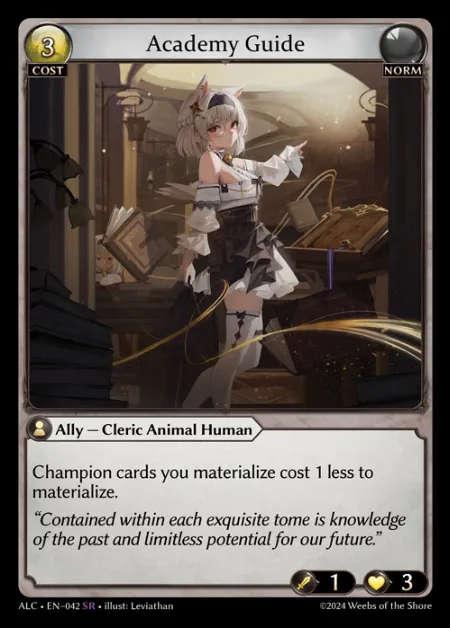 3
Academy Guide
COST
NORM
Ally — Cleric Animal Human
Champion cards you materialize cost 1 less to
materialize.
“Contained within each exquisite tome is knowledge
of the past and limitless potential for our future.”
1
3
ALC • EN-042 SR • illust: Leviathan
©2024 Weebs of the Shore